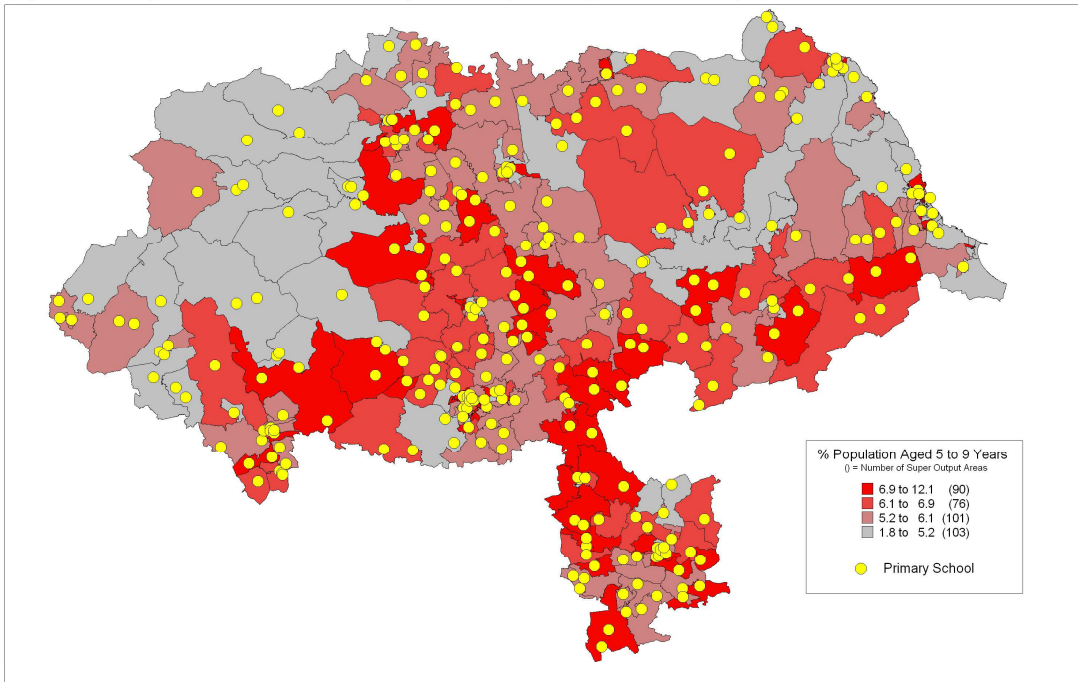 % Population Aged 5 to 9 Years
() = Number of Super Output Areas
6.9 to 12.1 (90)
6.1 to 6.9 (76)
5.2 to 6.1 (101)
1.8 to 5.2 (103)
Primary School